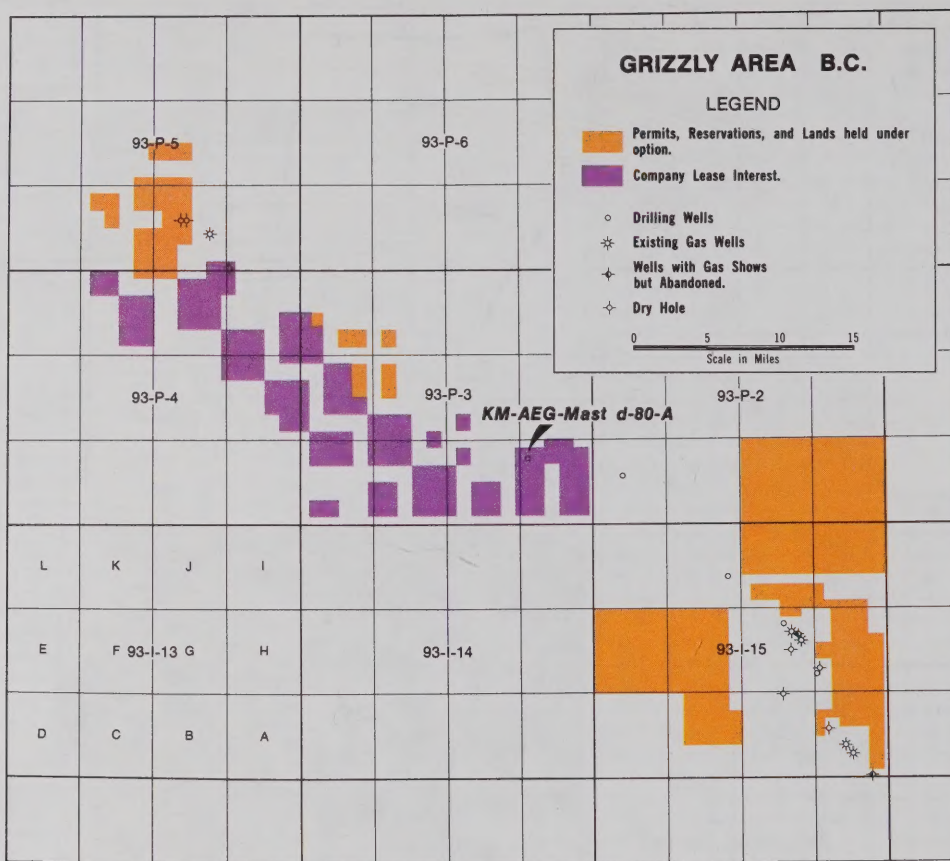 GRIZZLY AREA B.C.
LEGEND
Permits, Reservations, and Lands held under
option.
Company Lease Interest.
Drilling Wells
Existing Gas Wells
Wells with Gas Shows
but Abandoned.
Dry Hole
0 5 10 15
Scale in Miles
93-P-5
93-P-6
93-P-4
93-P-3
93-P-2
KM-AEG-Mast d-80-A
L K J I
E F 93-I-13 G H
93-I-14
93-I-15
D C B A